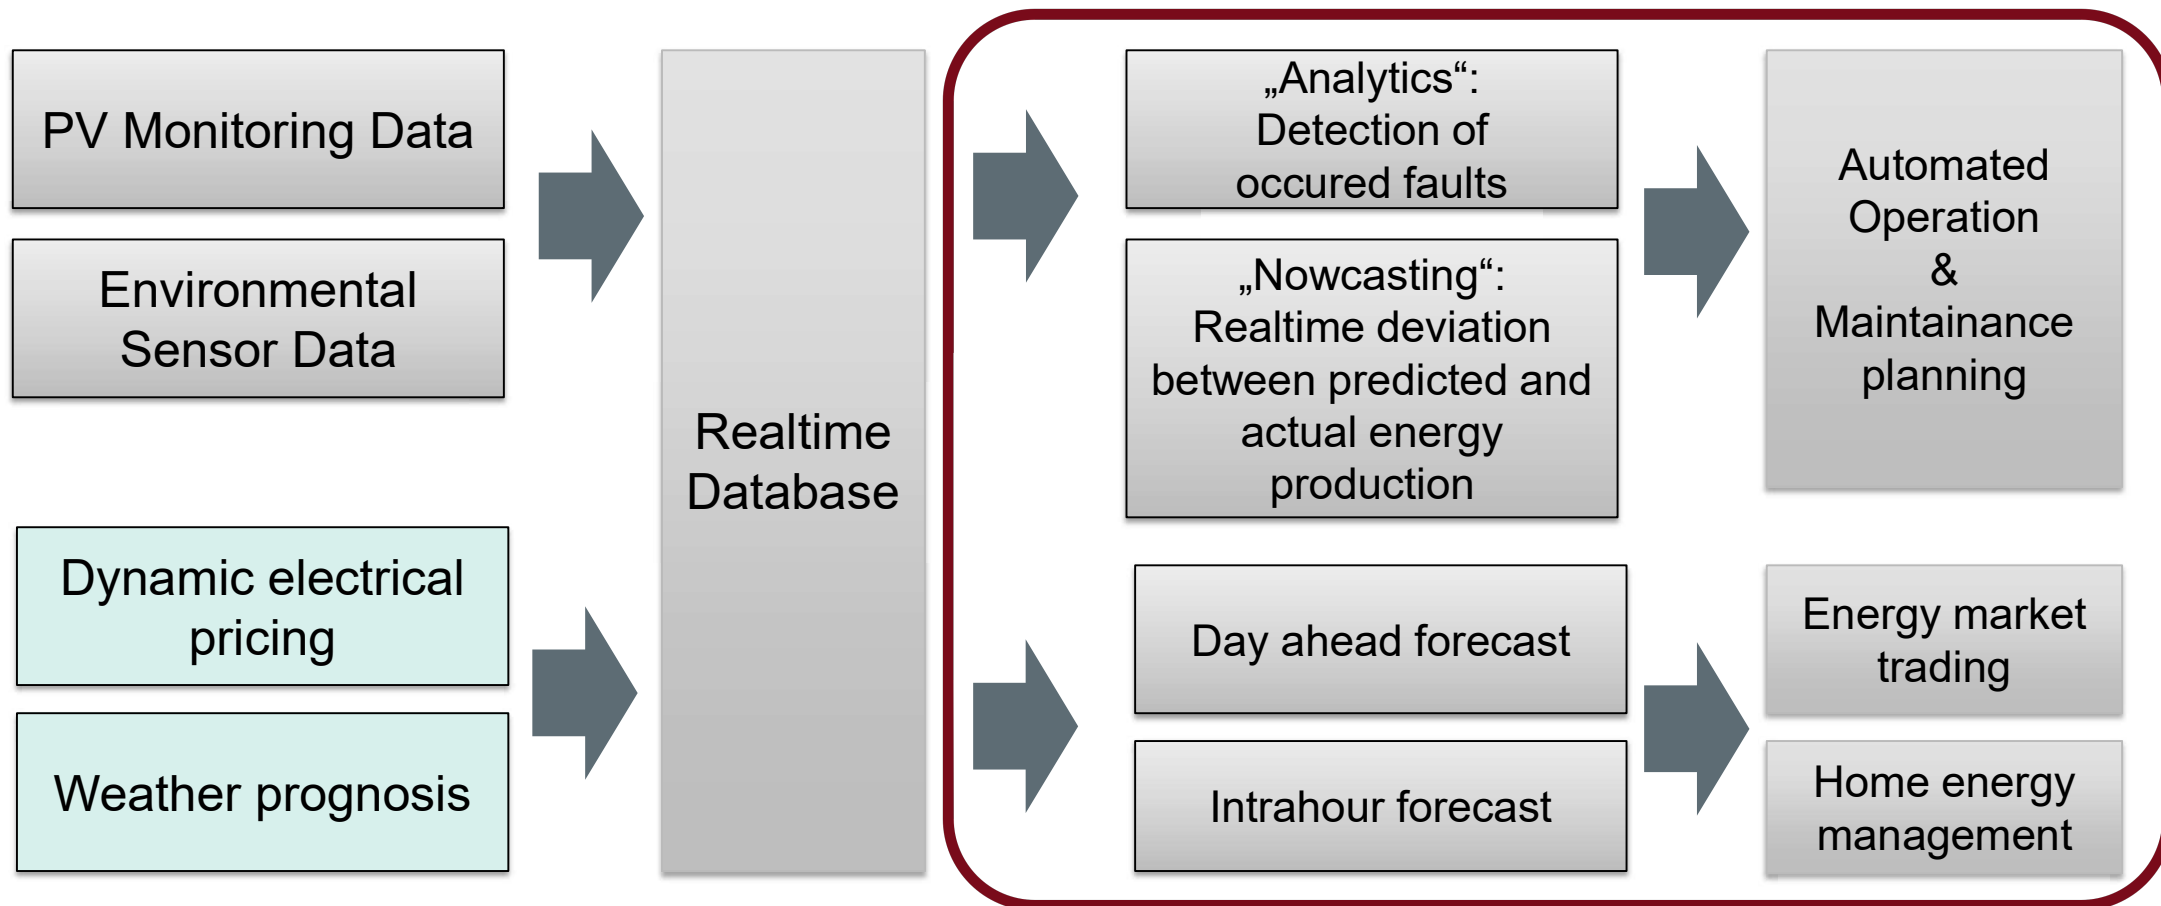 PV Monitoring Data
Environmental
Sensor Data
Dynamic electrical
pricing
Weather prognosis
Realtime
Database
„Analytics“:
Detection of
occured faults
„Nowcasting“:
Realtime deviation
between predicted and
actual energy
production
Day ahead forecast
Intrahour forecast
Automated
Operation
&
Maintainance
planning
Energy market
trading
Home energy
management